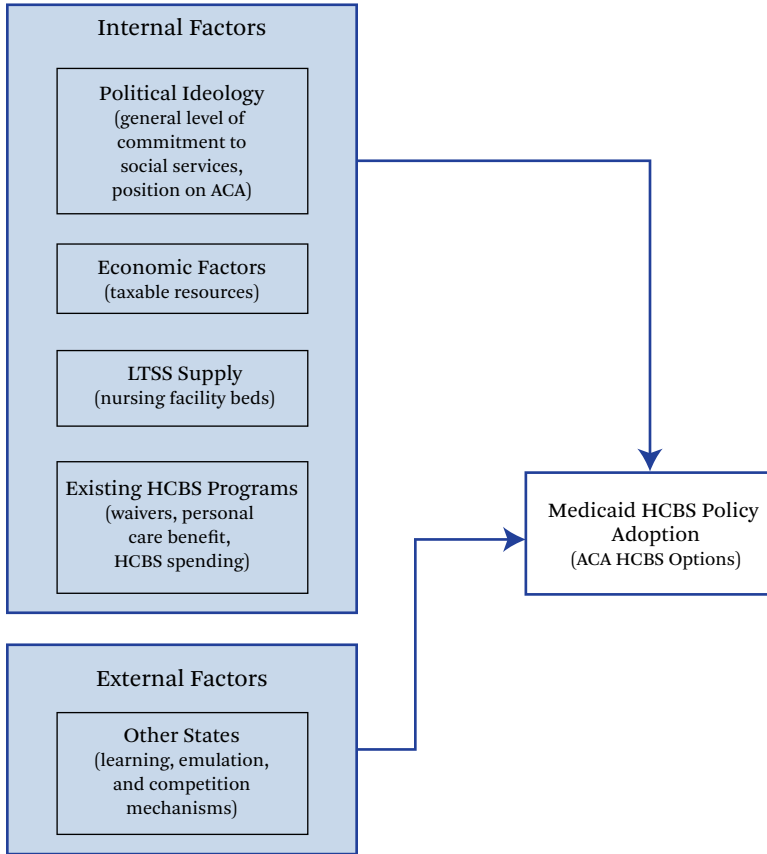 Internal Factors
Political Ideology
(general level of
commitment to
social services,
position on ACA)
Economic Factors
(taxable resources)
LTSS Supply
(nursing facility beds)
Existing HCBS Programs
(waivers, personal
care benefit,
HCBS spending)
Medicaid HCBS Policy
Adoption
(ACA HCBS Options)
External Factors
Other States
(learning, emulation,
and competition
mechanisms)